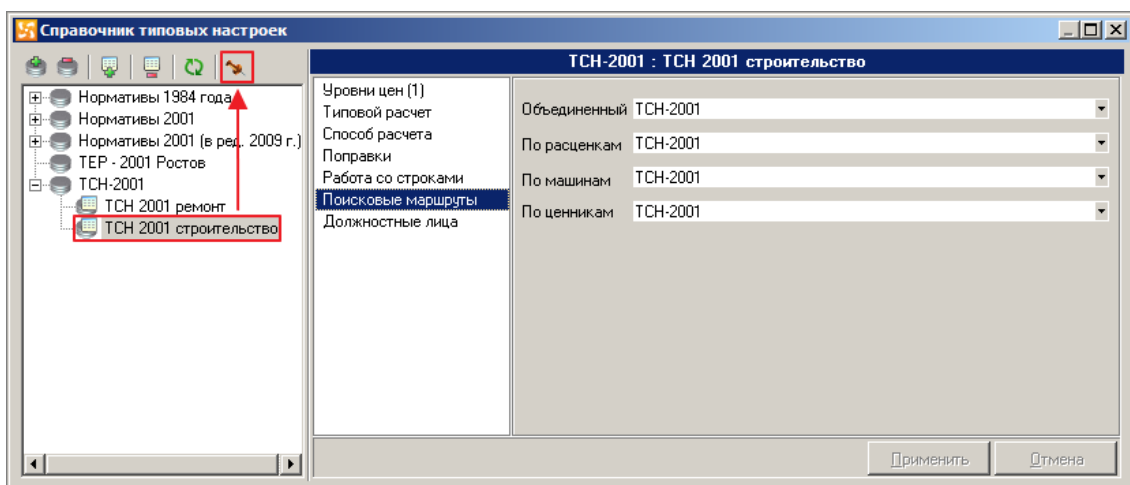 Справочник типовых настроек
ТСН-2001 : ТСН 2001 строительство
Нормативы 1984 года
Нормативы 2001
Нормативы 2001 (в ред. 2009 г.)
ТЕР - 2001 Ростов
ТСН-2001
ТСН 2001 ремонт
ТСН 2001 строительство
Уровни цен (1)
Типовой расчет
Способ расчета
Поправки
Работа со строками
Поисковые маршруты
Должностные лица
Объединенный ТСН-2001
По расценкам ТСН-2001
По машинам ТСН-2001
По ценникам ТСН-2001
Применить Отмена